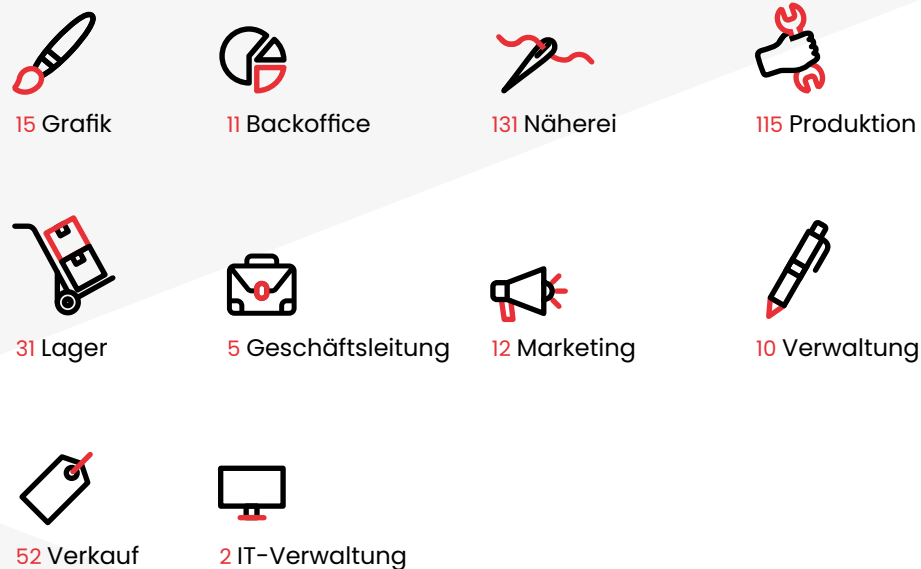 15 Grafik
11 Backoffice
131 Näherei
115 Produktion
31 Lager
5 Geschäftsleitung
12 Marketing
10 Verwaltung
52 Verkauf
2 IT-Verwaltung